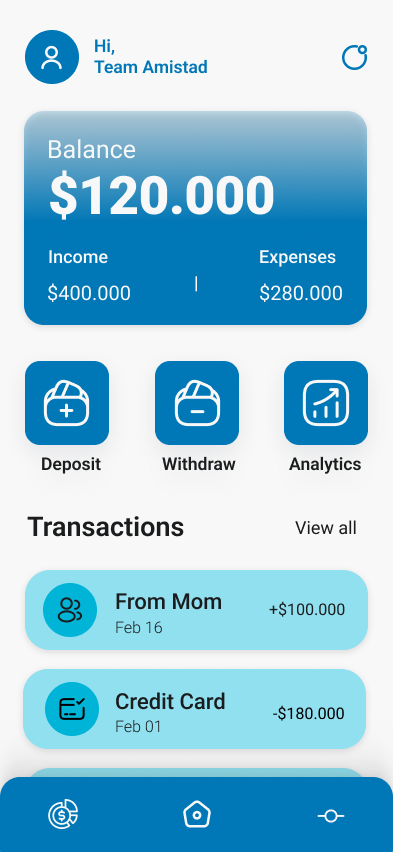 Hi,
Team Amistad
Balance
$120.000
Income
Expenses
$400.000
|
$280.000
Deposit
Withdraw
Analytics
Transactions
View all
From Mom
+$100.000
Feb 16
Credit Card
-$180.000
Feb 01
$